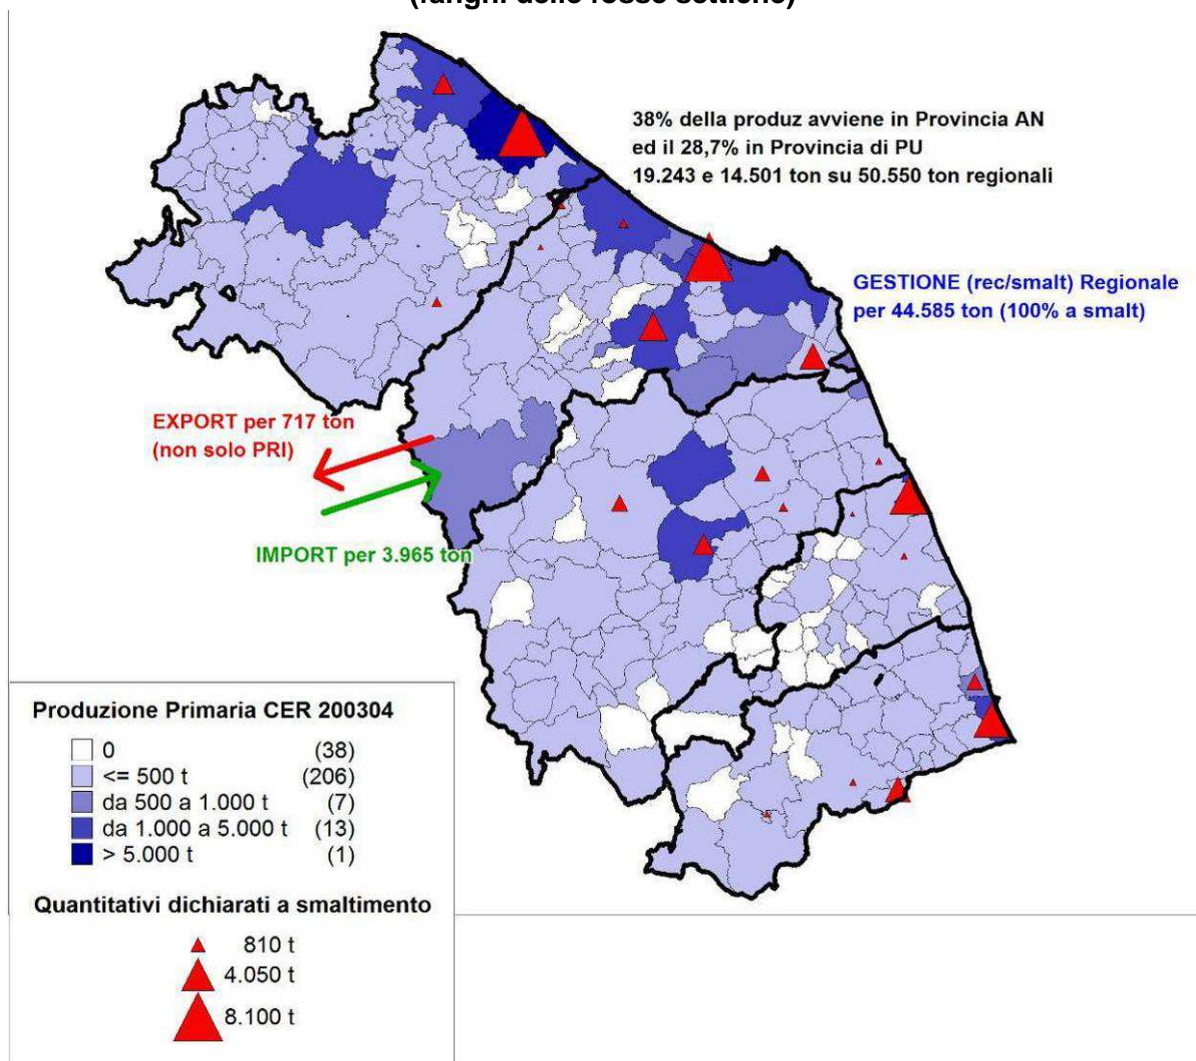 (fanghi delle fosse settiche)
38% della produz avviene in Provincia AN
ed il 28,7% in Provincia di PU
19.243 e 14.501 ton su 50.550 ton regionali
GESTIONE (rec/smalt) Regionale
per 44.585 ton (100% a smalt)
EXPORT per 717 ton
(non solo PRI)
IMPORT per 3.965 ton
Produzione Primaria CER 200304
0 (38)
<= 500 t (206)
da 500 a 1.000 t (7)
da 1.000 a 5.000 t (13)
> 5.000 t (1)
Quantitativi dichiarati a smaltimento
810 t
4.050 t
8.100 t